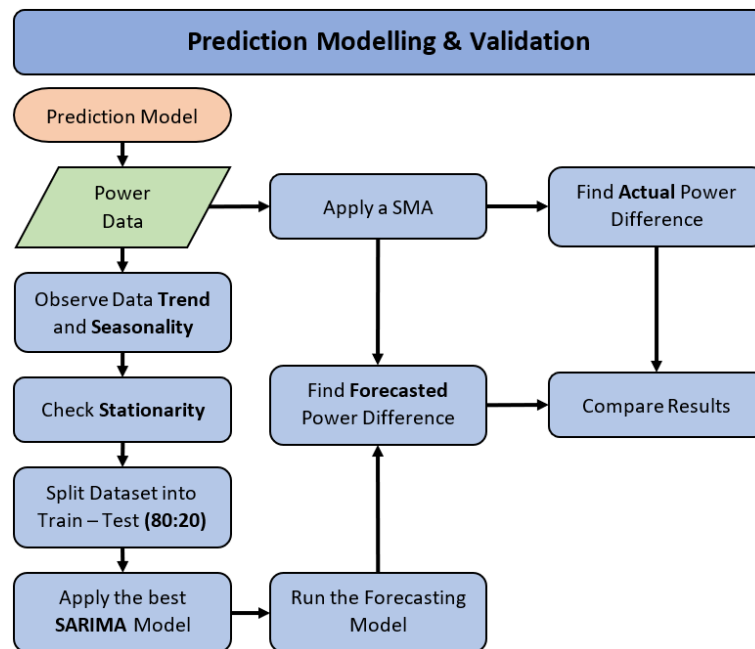 Prediction Modelling & Validation
Prediction Model
Power
Data
Apply a SMA
Find Actual Power
Difference
Observe Data Trend
and Seasonality
Check Stationarity
Find Forecasted
Power Difference
Compare Results
Split Dataset into
Train – Test (80:20)
Apply the best
SARIMA Model
Run the Forecasting
Model